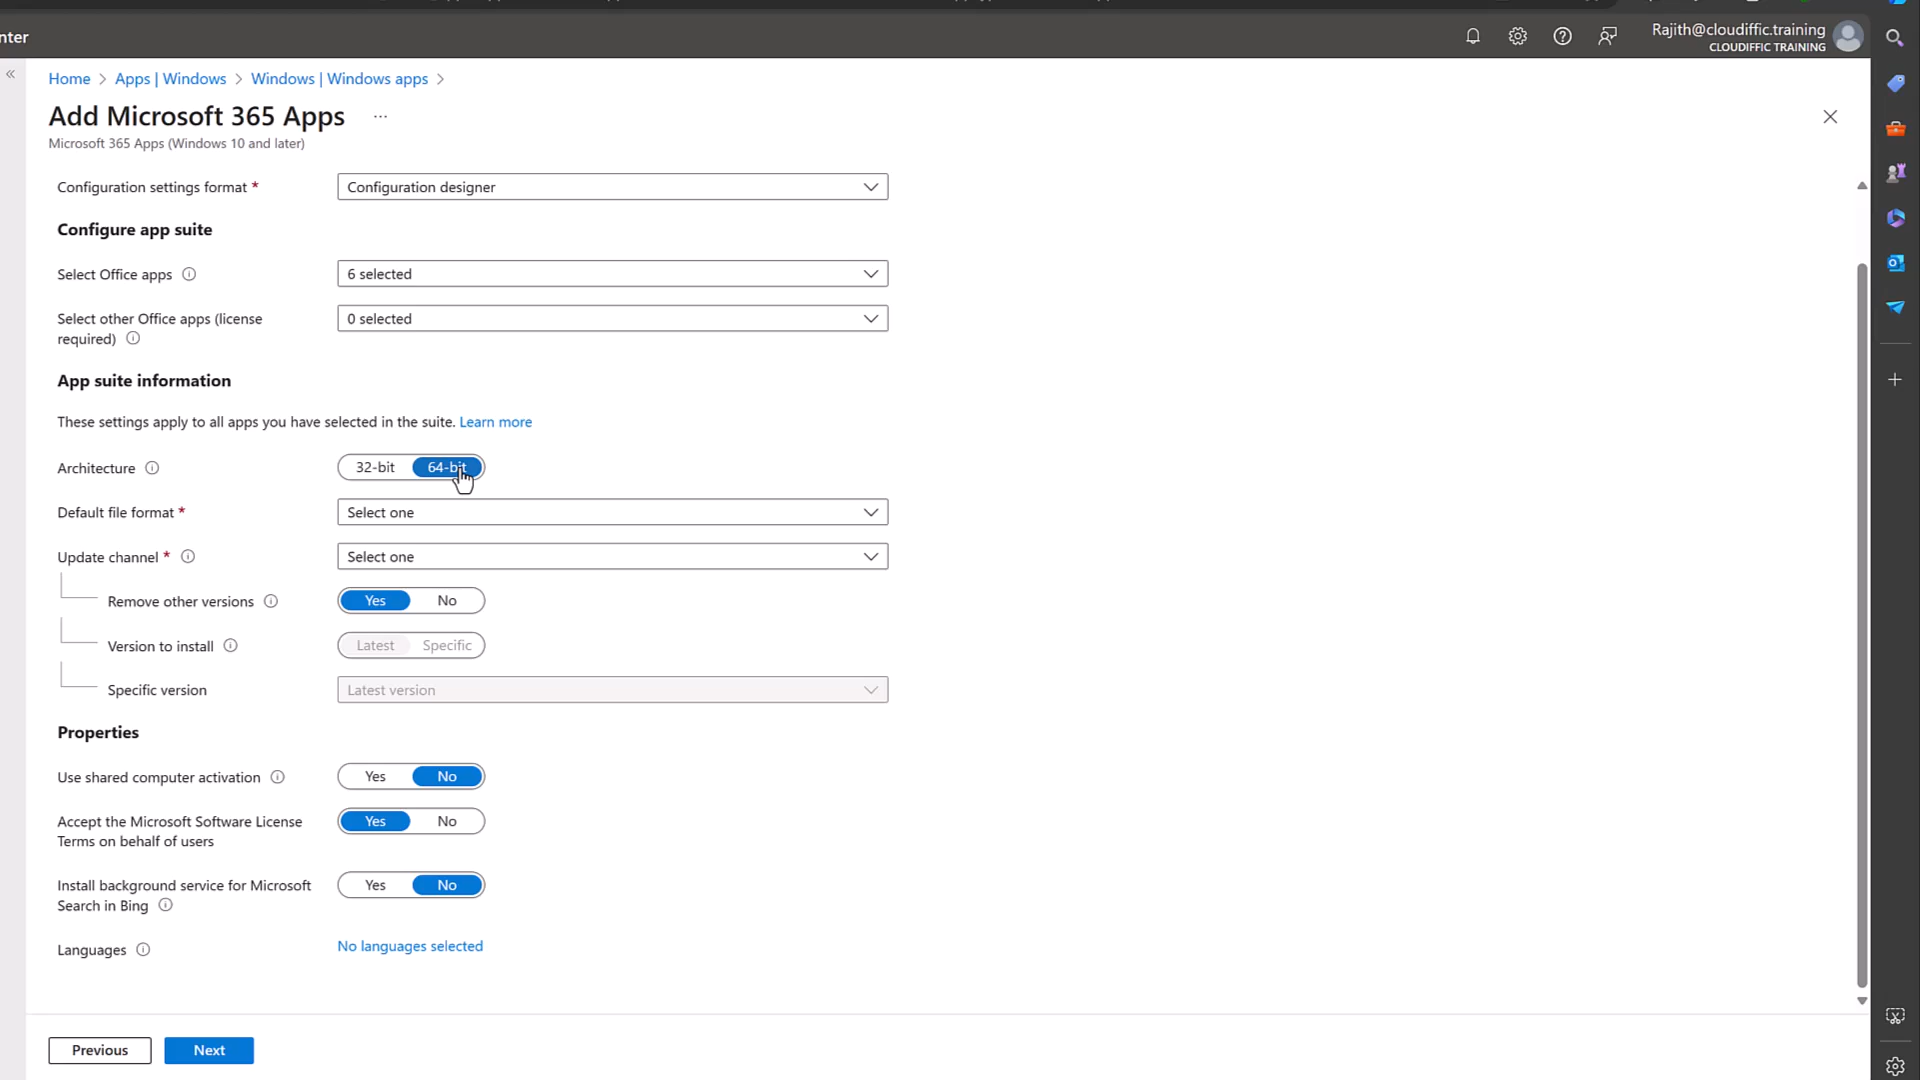 Rajith@cloudiffic.training
nter
CLOUDIFFIC TRAINING
Home > Apps | Windows > Windows | Windows apps >
Add Microsoft 365 Apps ...
Microsoft 365 Apps (Windows 10 and later)
Configuration settings format * Configuration designer
Configure app suite
Select Office apps 6 selected
Select other Office apps (license 0 selected
required)
App suite information
These settings apply to all apps you have selected in the suite. Learn more
Architecture 32-bit 64-bit
Default file format * Select one
Update channel * Select one
Remove other versions Yes No
Version to install Latest Specific
Specific version Latest version
Properties
Use shared computer activation Yes No
Accept the Microsoft Software License Yes No
Terms on behalf of users
Install background service for Microsoft Yes No
Search in Bing
Languages No languages selected
Previous Next